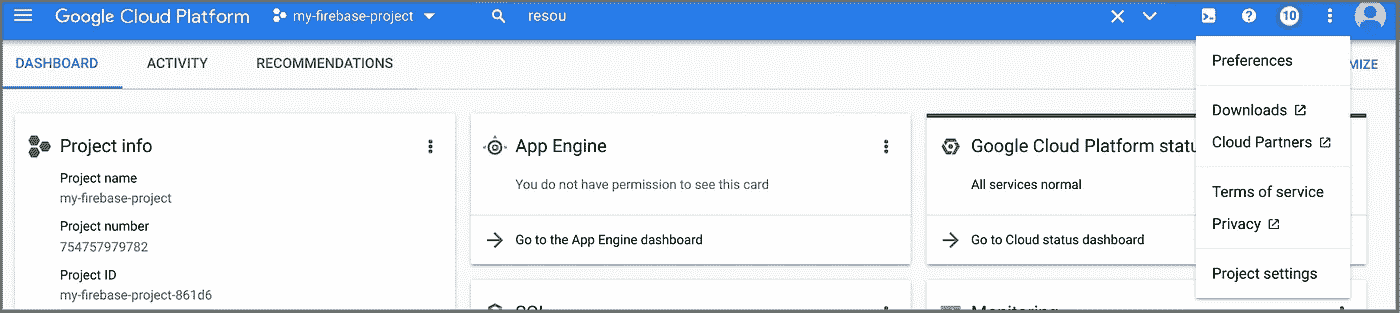 Google Cloud Platform my-firebase-project resou 10
DASHBOARD ACTIVITY RECOMMENDATIONS MIZE
Preferences
Downloads
Cloud Partners
Terms of service
Privacy
Project settings
Project info
Project name
my-firebase-project
Project number
754757979782
Project ID
my-firebase-project-861d6
App Engine
You do not have permission to see this card
Go to the App Engine dashboard
Google Cloud Platform statu
All services normal
Go to Cloud status dashboard
SQL
Monitoring